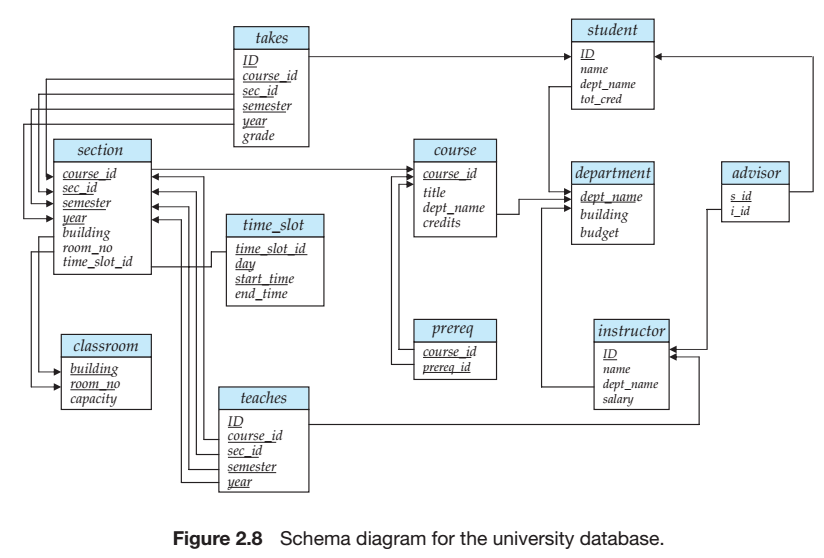 takes
ID
course_id
sec_id
semester
year
grade
student
ID
name
dept_name
tot_cred
section
course_id
sec_id
semester
year
building
room_no
time_slot_id
course
course_id
title
dept_name
credits
department
dept_name
building
budget
advisor
s_id
i_id
time_slot
time_slot_id
day
start_time
end_time
prereq
course_id
prereq_id
instructor
ID
name
dept_name
salary
classroom
building
room_no
capacity
teaches
ID
course_id
sec_id
semester
year
Figure 2.8 Schema diagram for the university database.